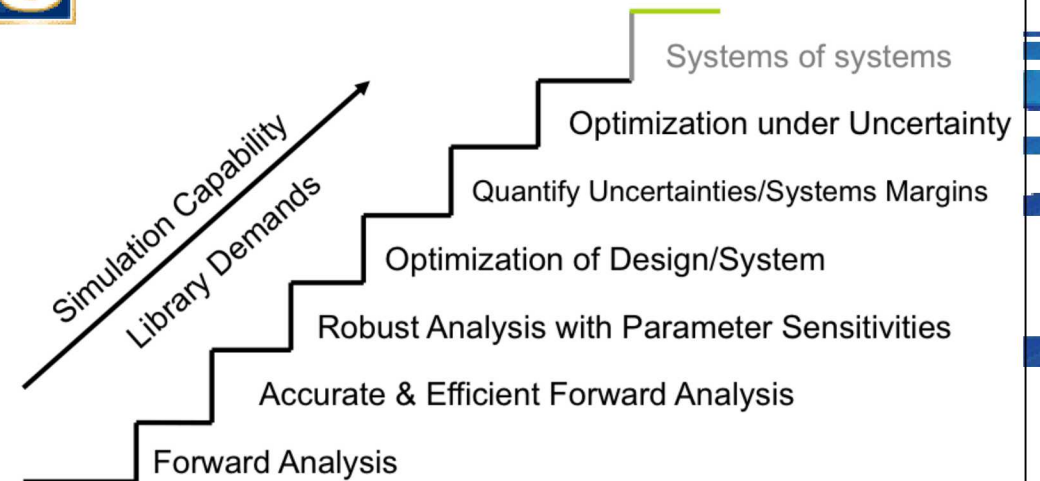 Systems of systems
Optimization under Uncertainty
Quantify Uncertainties/Systems Margins
Optimization of Design/System
Robust Analysis with Parameter Sensitivities
Accurate & Efficient Forward Analysis
Forward Analysis
Simulation Capability
Library Demands